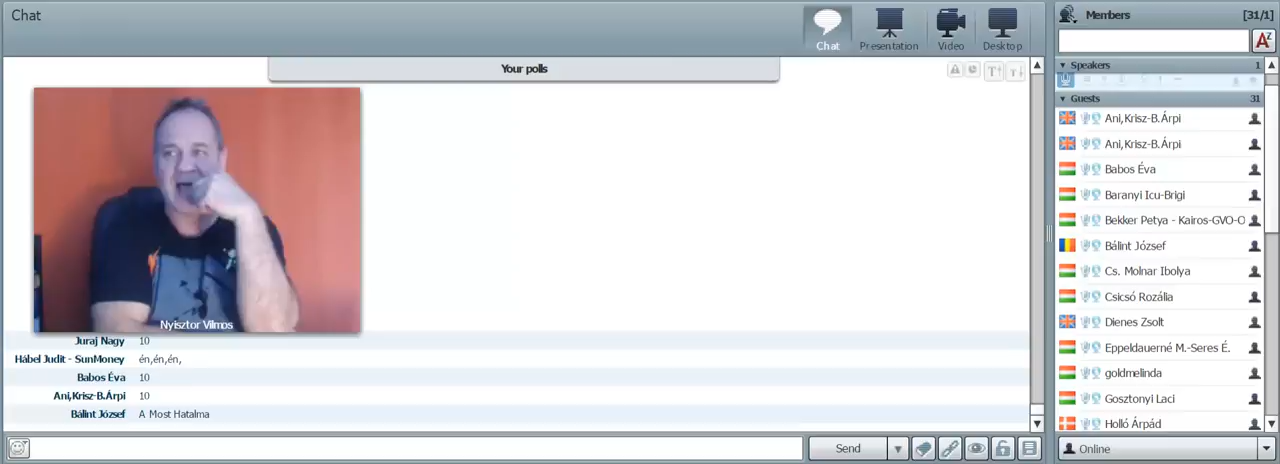 Chat
Chat
Presentation
Video
Desktop
Your polls
Nyisztor Vilmos
Juraj Nagy 10
Hábel Judit - SunMoney én,én,én,
Babos Éva 10
Ani,Krisz-B.Árpi 10
Bálint József A Most Hatalma
Send
Members [31/1]
Speakers 1
Guests 31
Ani,Krisz-B.Árpi
Ani,Krisz-B.Árpi
Babos Éva
Baranyi Icu-Brigi
Bekker Petya - Kairos-GVO-O
Bálint József
Cs. Molnar Ibolya
Csicsó Rozália
Dienes Zsolt
Eppeldauerné M.-Seres É.
goldmelinda
Gosztonyi Laci
Holló Árpád
Online